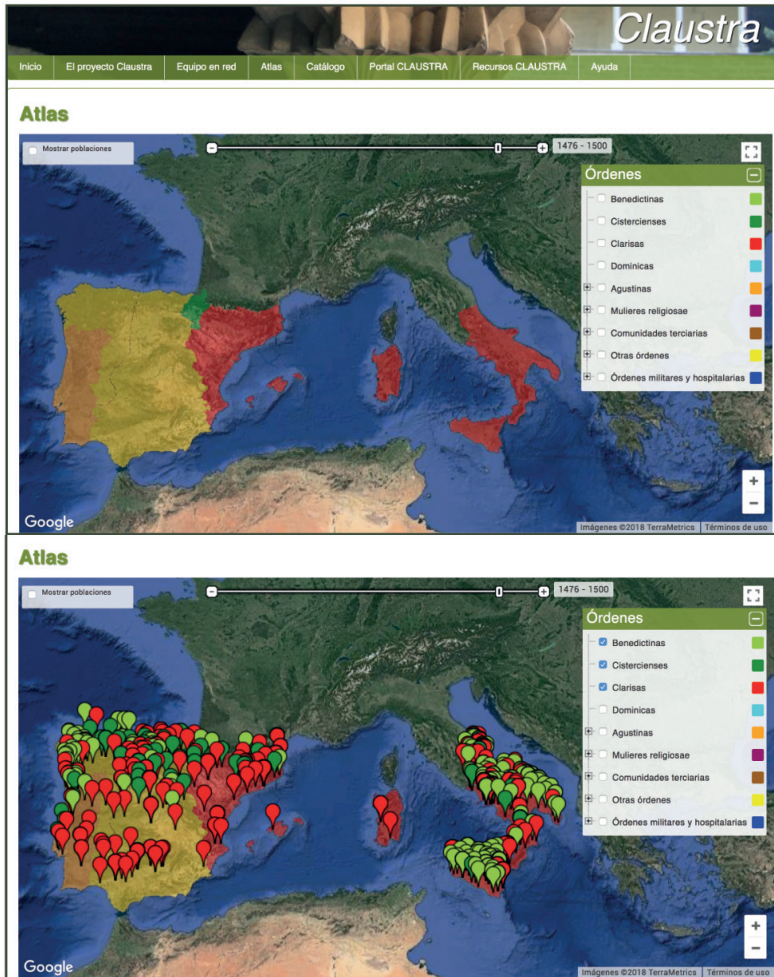 Claustra
Inicio El proyecto Claustra Equipo en red Atlas Catálogo Portal CLAUSTRA Recursos CLAUSTRA Ayuda
Atlas
Mostrar poblaciones
1476 - 1500
Órdenes
Benedictinas
Cistercienses
Clarisas
Dominicas
Agustinas
Mulieres religiosae
Comunidades terciarias
Otras órdenes
Órdenes militares y hospitalarias
Google
Imágenes ©2018 TerraMetrics Términos de uso
Atlas
Mostrar poblaciones
1476 - 1500
Órdenes
Benedictinas
Cistercienses
Clarisas
Dominicas
Agustinas
Mulieres religiosae
Comunidades terciarias
Otras órdenes
Órdenes militares y hospitalarias
Google
Imágenes ©2018 TerraMetrics Términos de uso